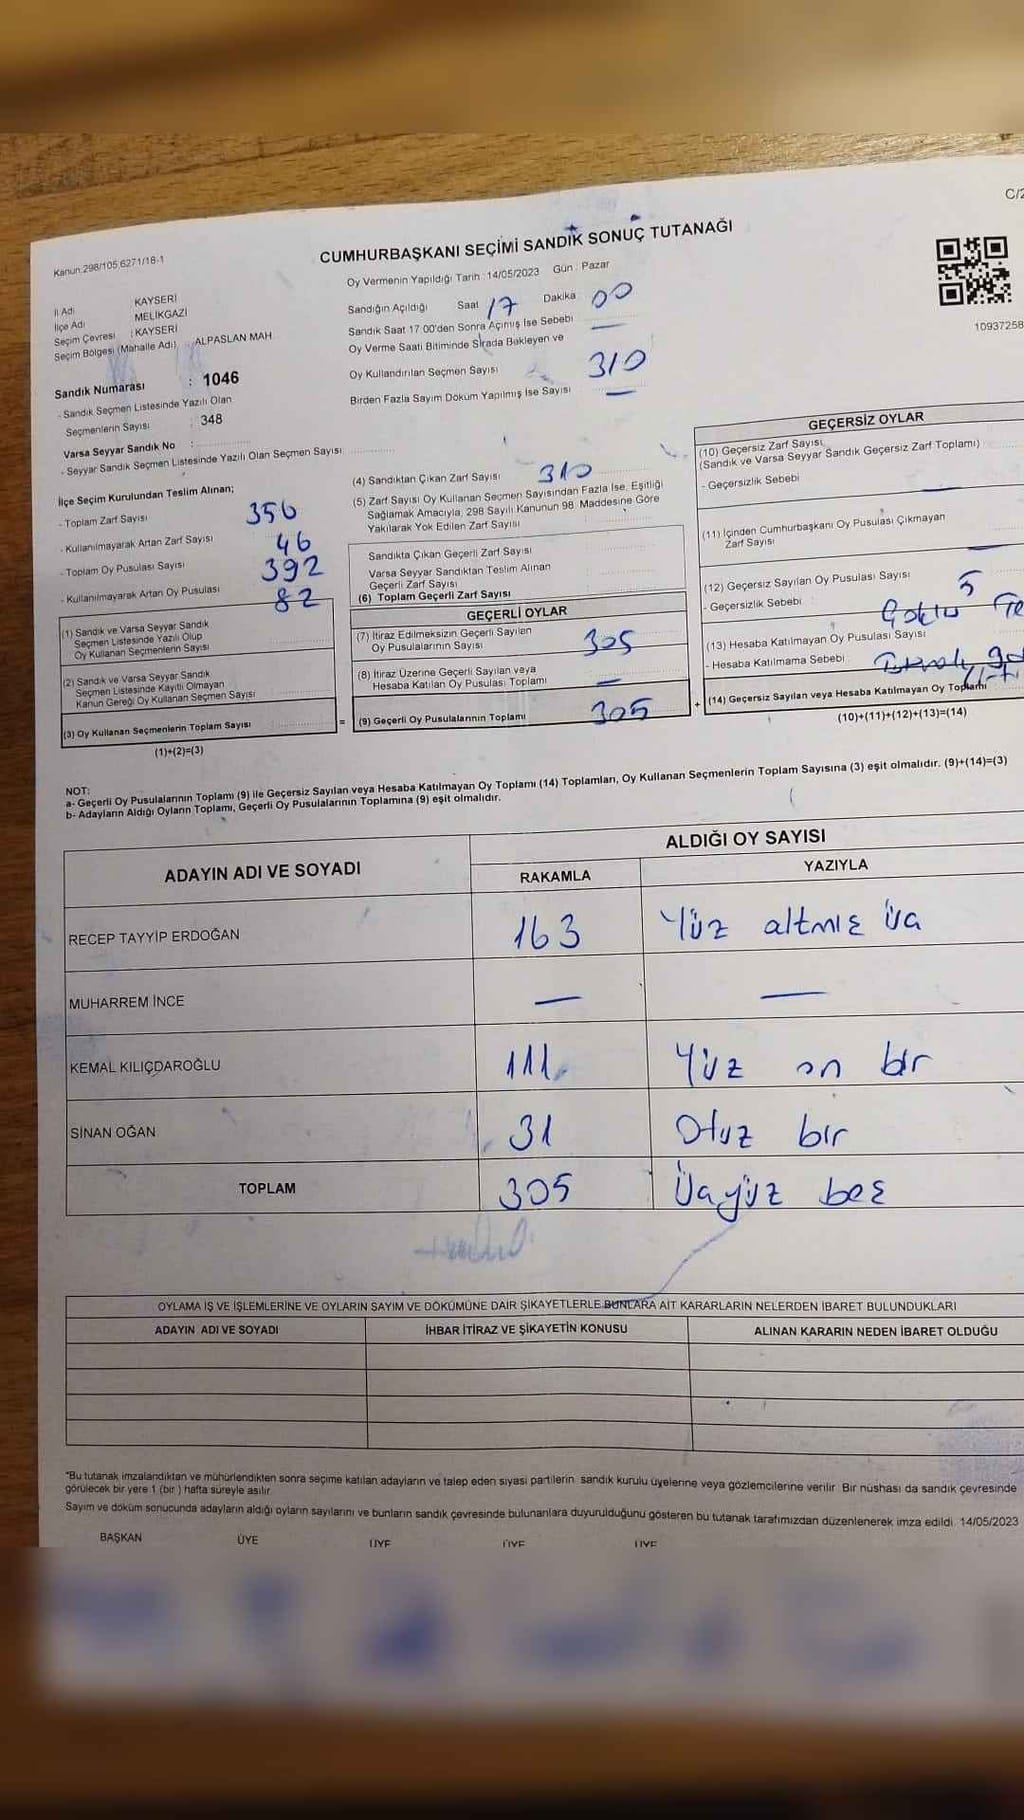 C/2
Kanun.298/105,6271/18-1
CUMHURBAŞKANI SEÇİMİ SANDIK SONUÇ TUTANAĞI
10937258
İl Adı KAYSERİ
İlçe Adı MELİKGAZİ
Seçim Çevresi : KAYSERİ
Seçim Bölgesi (Mahalle Adı) ALPASLAN MAH
Sandık Numarası : 1046
- Sandık Seçmen Listesinde Yazılı Olan
Seçmenlerin Sayısı 348
Varsa Seyyar Sandık No :
- Seyyar Sandık Seçmen Listesinde Yazılı Olan Seçmen Sayısı
Oy Vermenin Yapıldığı Tarih : 14/05/2023 Gün : Pazar
Sandığın Açıldığı Saat 17 Dakika 00
Sandık Saat 17 00'den Sonra Açılmış İse Sebebi —
Oy Verme Saati Bitiminde Sırada Bekleyen ve
Oy Kullandırılan Seçmen Sayısı 310
Birden Fazla Sayım Döküm Yapılmış İse Sayısı —
İlçe Seçim Kurulundan Teslim Alınan;
- Toplam Zarf Sayısı 356
- Kullanılmayarak Artan Zarf Sayısı 46
- Toplam Oy Pusulası Sayısı 392
- Kullanılmayarak Artan Oy Pusulası 82
(1) Sandık ve Varsa Seyyar Sandık
Seçmen Listesinde Yazılı Olup
Oy Kullanan Seçmenlerin Sayısı
(2) Sandık ve Varsa Seyyar Sandık
Seçmen Listesinde Kayıtlı Olmayan
Kanun Gereği Oy Kullanan Seçmen Sayısı
(3) Oy Kullanan Seçmenlerin Toplam Sayısı
(1)+(2)=(3)
=
(4) Sandıktan Çıkan Zarf Sayısı 310
(5) Zarf Sayısı Oy Kullanan Seçmen Sayısından Fazla İse, Eşitliği
Sağlamak Amacıyla, 298 Sayılı Kanunun 98. Maddesine Göre
Yakılarak Yok Edilen Zarf Sayısı
Sandıkta Çıkan Geçerli Zarf Sayısı
Varsa Seyyar Sandıktan Teslim Alınan
Geçerli Zarf Sayısı
(6) Toplam Geçerli Zarf Sayısı
GEÇERLİ OYLAR
(7) İtiraz Edilmeksizin Geçerli Sayılan
Oy Pusulalarının Sayısı 305
(8) İtiraz Üzerine Geçerli Sayılan veya
Hesaba Katılan Oy Pusulası Toplamı —
(9) Geçerli Oy Pusulalarının Toplamı 305
+
GEÇERSİZ OYLAR
(10) Geçersiz Zarf Sayısı
(Sandık ve Varsa Seyyar Sandık Geçersiz Zarf Toplamı)
- Geçersizlik Sebebi —
(11) İçinden Cumhurbaşkanı Oy Pusulası Çıkmayan
Zarf Sayısı —
(12) Geçersiz Sayılan Oy Pusulası Sayısı 5
- Geçersizlik Sebebi :
(13) Hesaba Katılmayan Oy Pusulası Sayısı
- Hesaba Katılmama Sebebi
(14) Geçersiz Sayılan veya Hesaba Katılmayan Oy Toplamı
(10)+(11)+(12)+(13)=(14)
NOT:
a- Geçerli Oy Pusulalarının Toplamı (9) ile Geçersiz Sayılan veya Hesaba Katılmayan Oy Toplamı (14) Toplamları, Oy Kullanan Seçmenlerin Toplam Sayısına (3) eşit olmalıdır. (9)+(14)=(3)
b- Adayların Aldığı Oyların Toplamı, Geçerli Oy Pusulalarının Toplamına (9) eşit olmalıdır.
ADAYIN ADI VE SOYADI ALDIĞI OY SAYISI
RAKAMLA YAZIYLA
RECEP TAYYİP ERDOĞAN 163 Yüz altmış üç
MUHARREM İNCE — —
KEMAL KILIÇDAROĞLU 111 Yüz on bir
SİNAN OĞAN 31 Otuz bir
TOPLAM 305 Üçyüz beş
OYLAMA İŞ VE İŞLEMLERİNE VE OYLARIN SAYIM VE DÖKÜMÜNE DAİR ŞİKAYETLERLE BUNLARA AİT KARARLARIN NELERDEN İBARET BULUNDUKLARI
ADAYIN ADI VE SOYADI İHBAR İTİRAZ VE ŞİKAYETİN KONUSU ALINAN KARARIN NEDEN İBARET OLDUĞU
"Bu tutanak imzalandıktan ve mühürlendikten sonra seçime katılan adayların ve talep eden siyasi partilerin sandık kurulu üyelerine veya gözlemcilerine verilir. Bir nüshası da sandık çevresinde
görülecek bir yere 1 (bir ) hafta süreyle asılır.
Sayım ve döküm sonucunda adayların aldığı oyların sayılarını ve bunların sandık çevresinde bulunanlara duyurulduğunu gösteren bu tutanak tarafımızdan düzenlenerek imza edildi. 14/05/2023
BAŞKAN ÜYE ÜYE ÜYE ÜYE